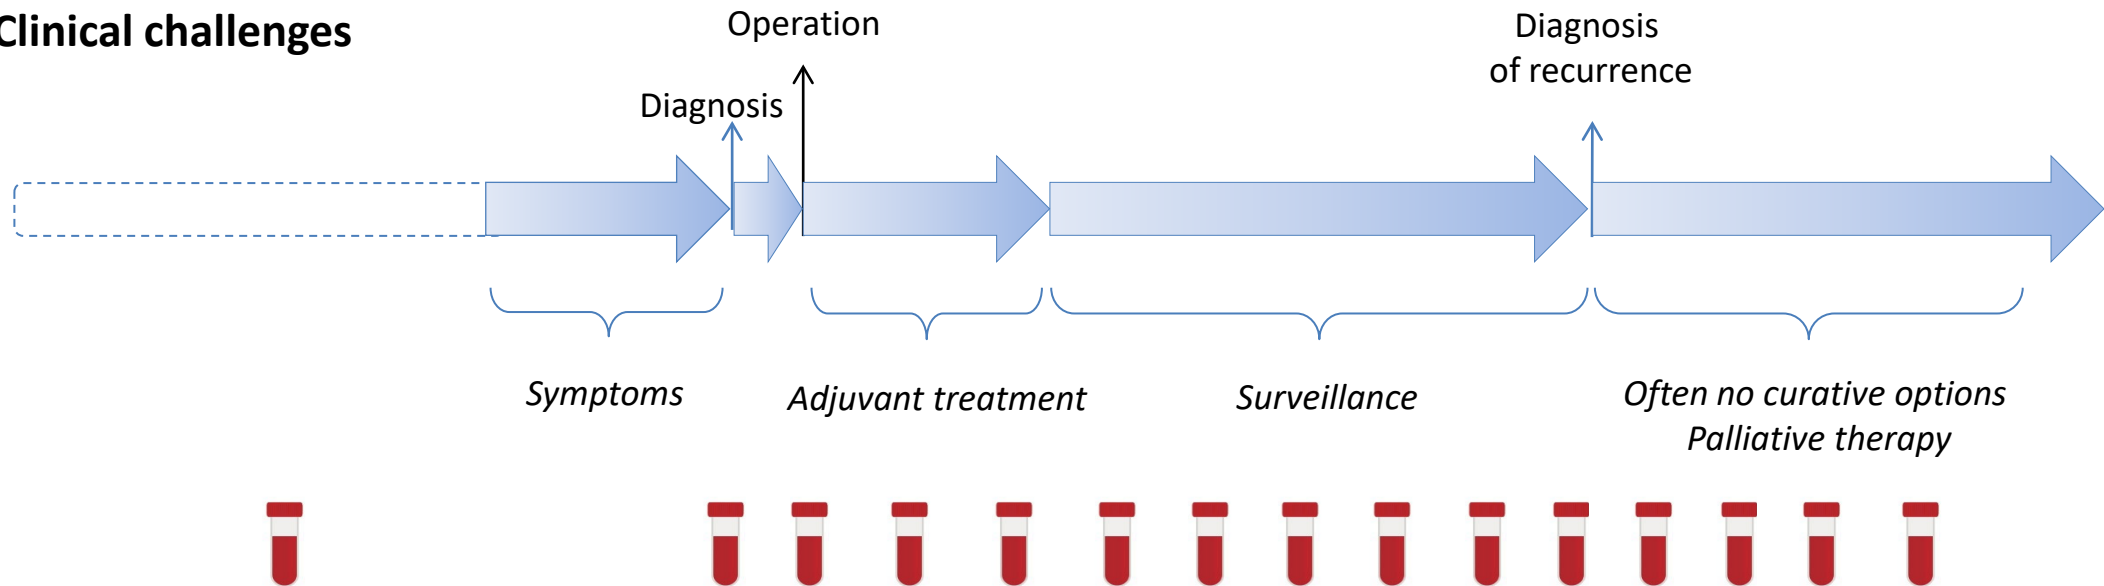 Clinical challenges
Operation
Diagnosis
of recurrence
Diagnosis
Symptoms
Adjuvant treatment
Surveillance
Often no curative options
Palliative therapy